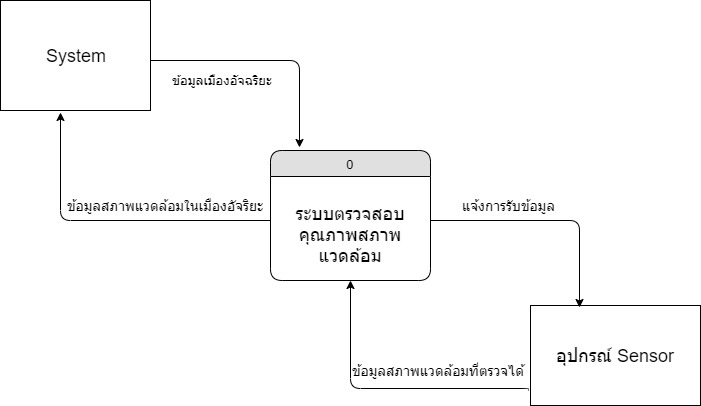 System
ข้อมูลเมืองอัจฉริยะ
0
ข้อมูลสภาพแวดล้อมในเมืองอัจริยะ
ระบบตรวจสอบ
คุณภาพสภาพ
แวดล้อม
แจ้งการรับข้อมูล
อุปกรณ์ Sensor
ข้อมูลสภาพแวดล้อมที่ตรวจได้